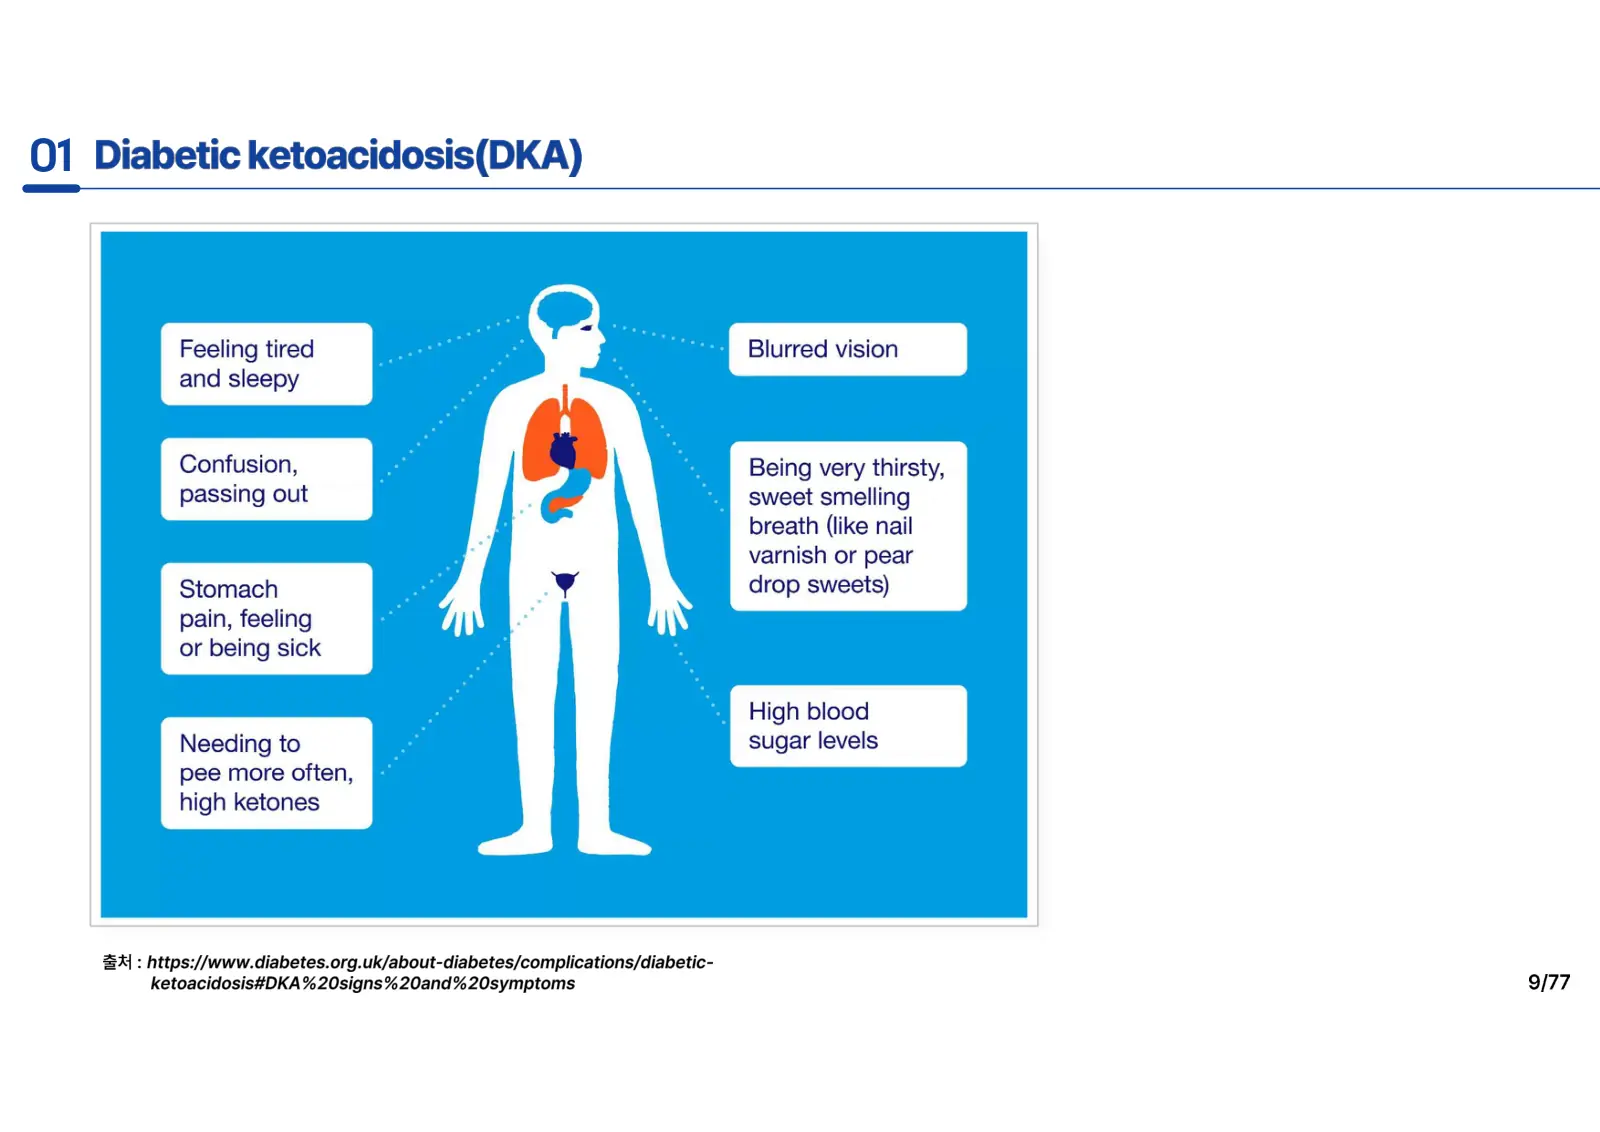 01 Diabetic ketoacidosis(DKA)
Feeling tired
and sleepy
Confusion,
passing out
Stomach
pain, feeling
or being sick
Needing to
pee more often,
high ketones
Blurred vision
Being very thirsty,
sweet smelling
breath (like nail
varnish or pear
drop sweets)
High blood
sugar levels
출처 : https://www.diabetes.org.uk/about-diabetes/complications/diabetic-
ketoacidosis#DKA%20signs%20and%20symptoms
9/77